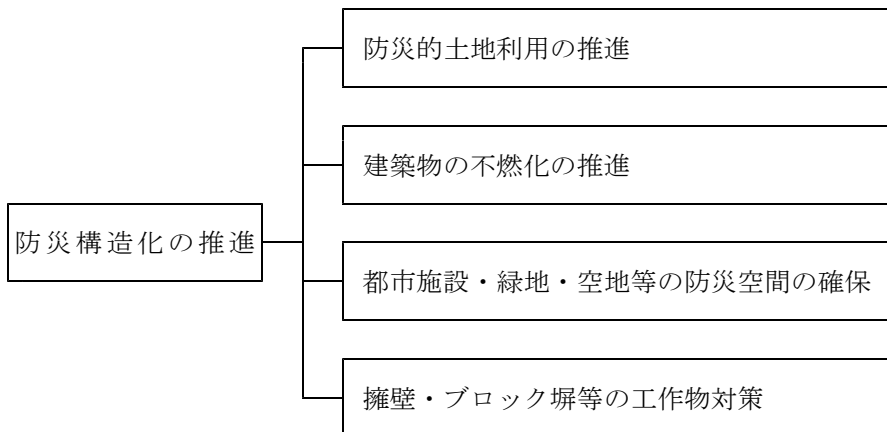 防災的土地利用の推進
建築物の不燃化の推進
防災構造化の推進
都市施設・緑地・空地等の防災空間の確保
擁壁・ブロック塀等の工作物対策